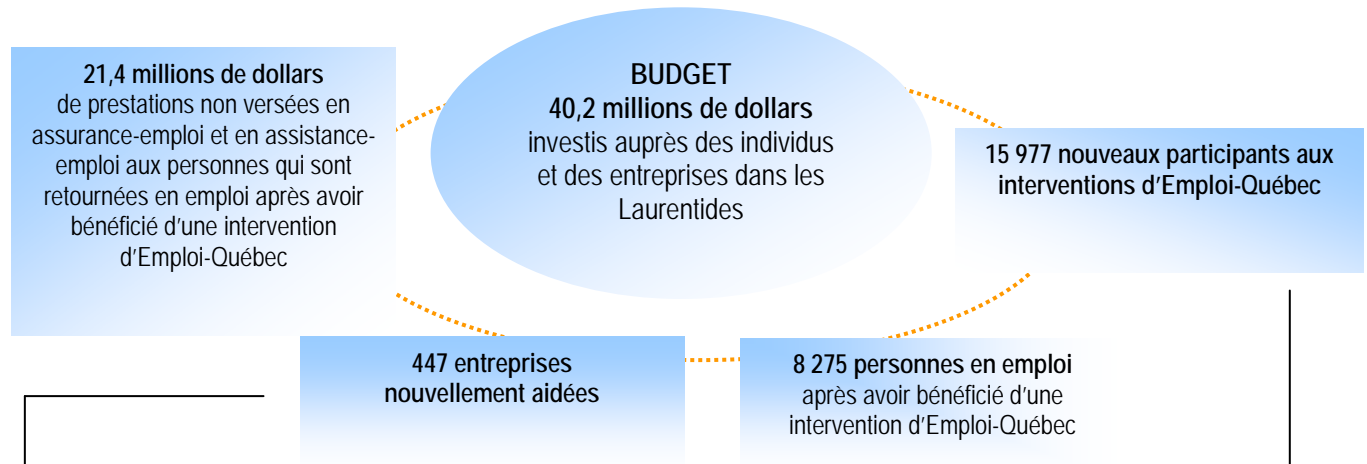 21,4 millions de dollars
de prestations non versées en
assurance-emploi et en assistance-
emploi aux personnes qui sont
retournées en emploi après avoir
bénéficié d'une intervention
d'Emploi-Québec
BUDGET
40,2 millions de dollars
investis auprès des individus
et des entreprises dans les
Laurentides
15 977 nouveaux participants aux
interventions d'Emploi-Québec
447 entreprises
nouvellement aidées
8 275 personnes en emploi
après avoir bénéficié d'une
intervention d'Emploi-Québec